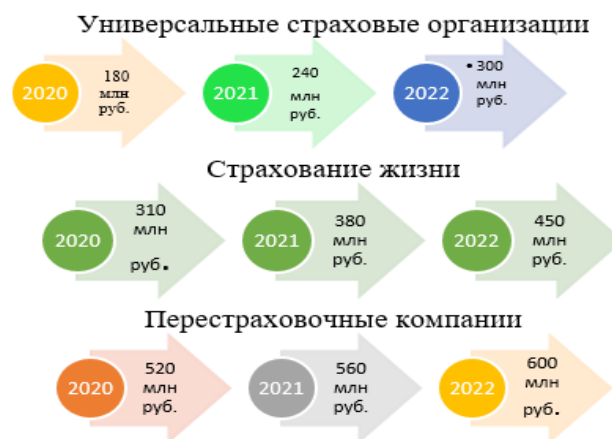 Универсальные страховые организации
2020
180
млн
руб.
2021
240
млн
руб.
2022
• 300
млн
руб.
Страхование жизни
2020
310
млн
руб.
2021
380
млн
руб.
2022
450
млн
руб.
Перестраховочные компании
2020
520
млн
руб.
2021
560
млн
руб.
2022
600
млн
руб.